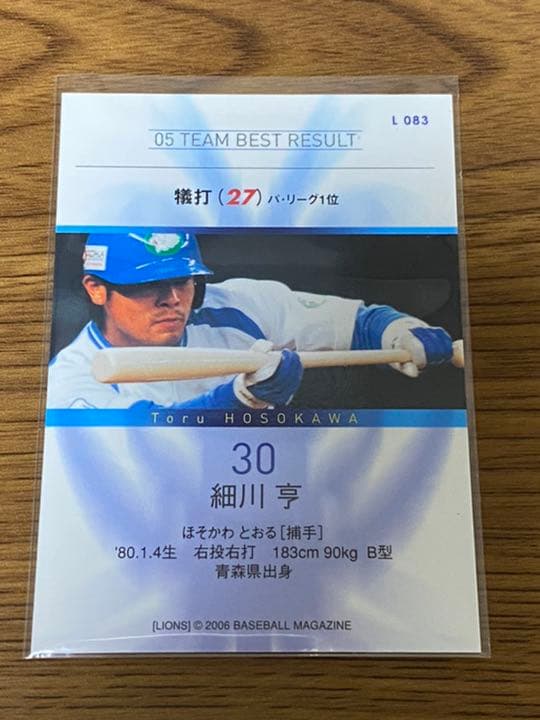 L 083
05 TEAM BEST RESULT
犠打(27)パ・リーグ1位
Toru HOSOKAWA
30
細川 亨
ほそかわ とおる[捕手]
'80.1.4生 右投右打 183cm 90kg B型
青森県出身
[LIONS] © 2006 BASEBALL MAGAZINE